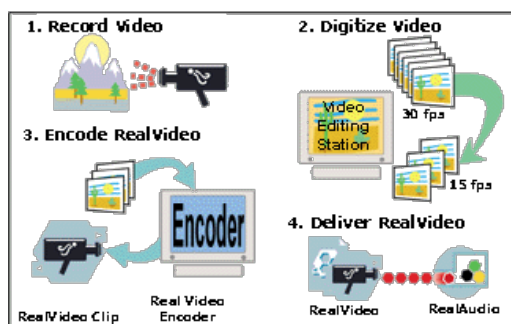 1. Record Video
2. Digitize Video
30 fps
Video
Editing
Station
15 fps
3. Encode RealVideo
Encoder
RealVideo Clip
Real Video
Encoder
4. Deliver RealVideo
RealVideo
RealAudio